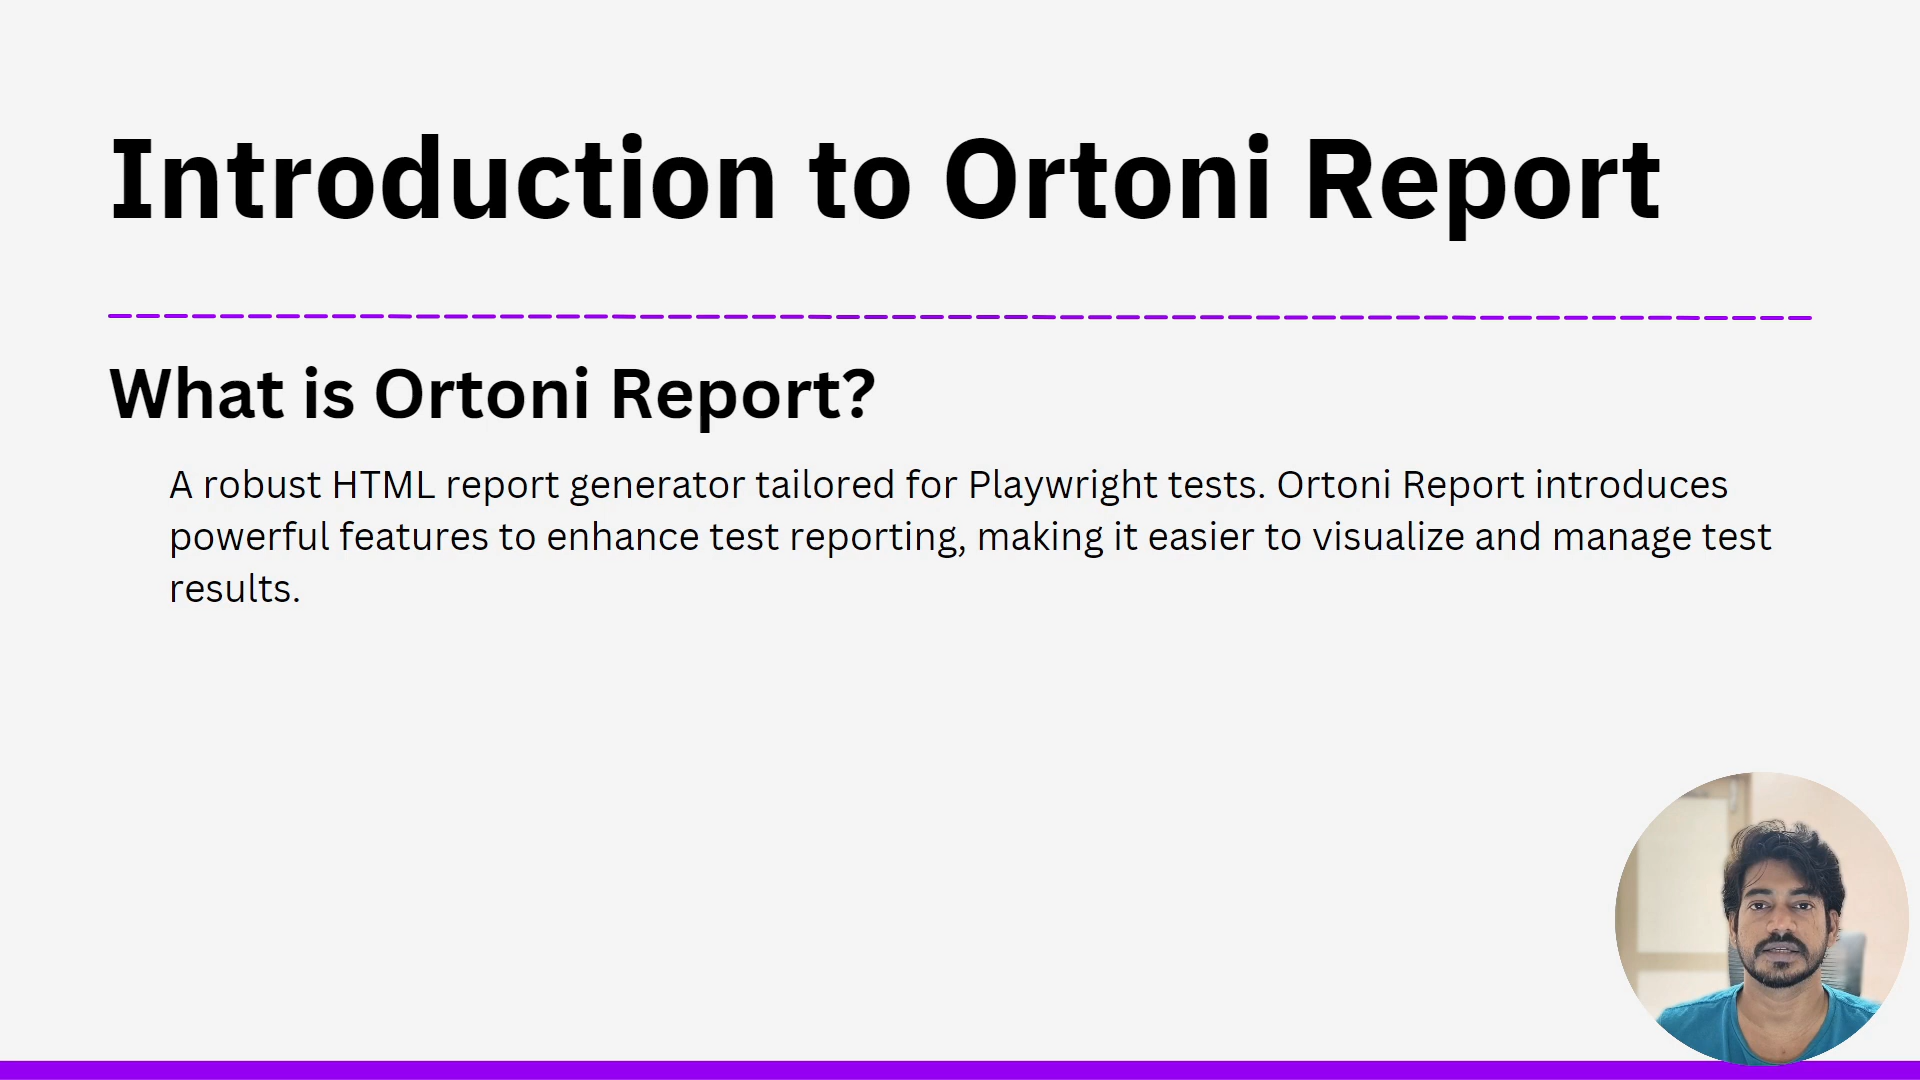 Introduction to Ortoni Report
What is Ortoni Report?
A robust HTML report generator tailored for Playwright tests. Ortoni Report introduces
powerful features to enhance test reporting, making it easier to visualize and manage test
results.